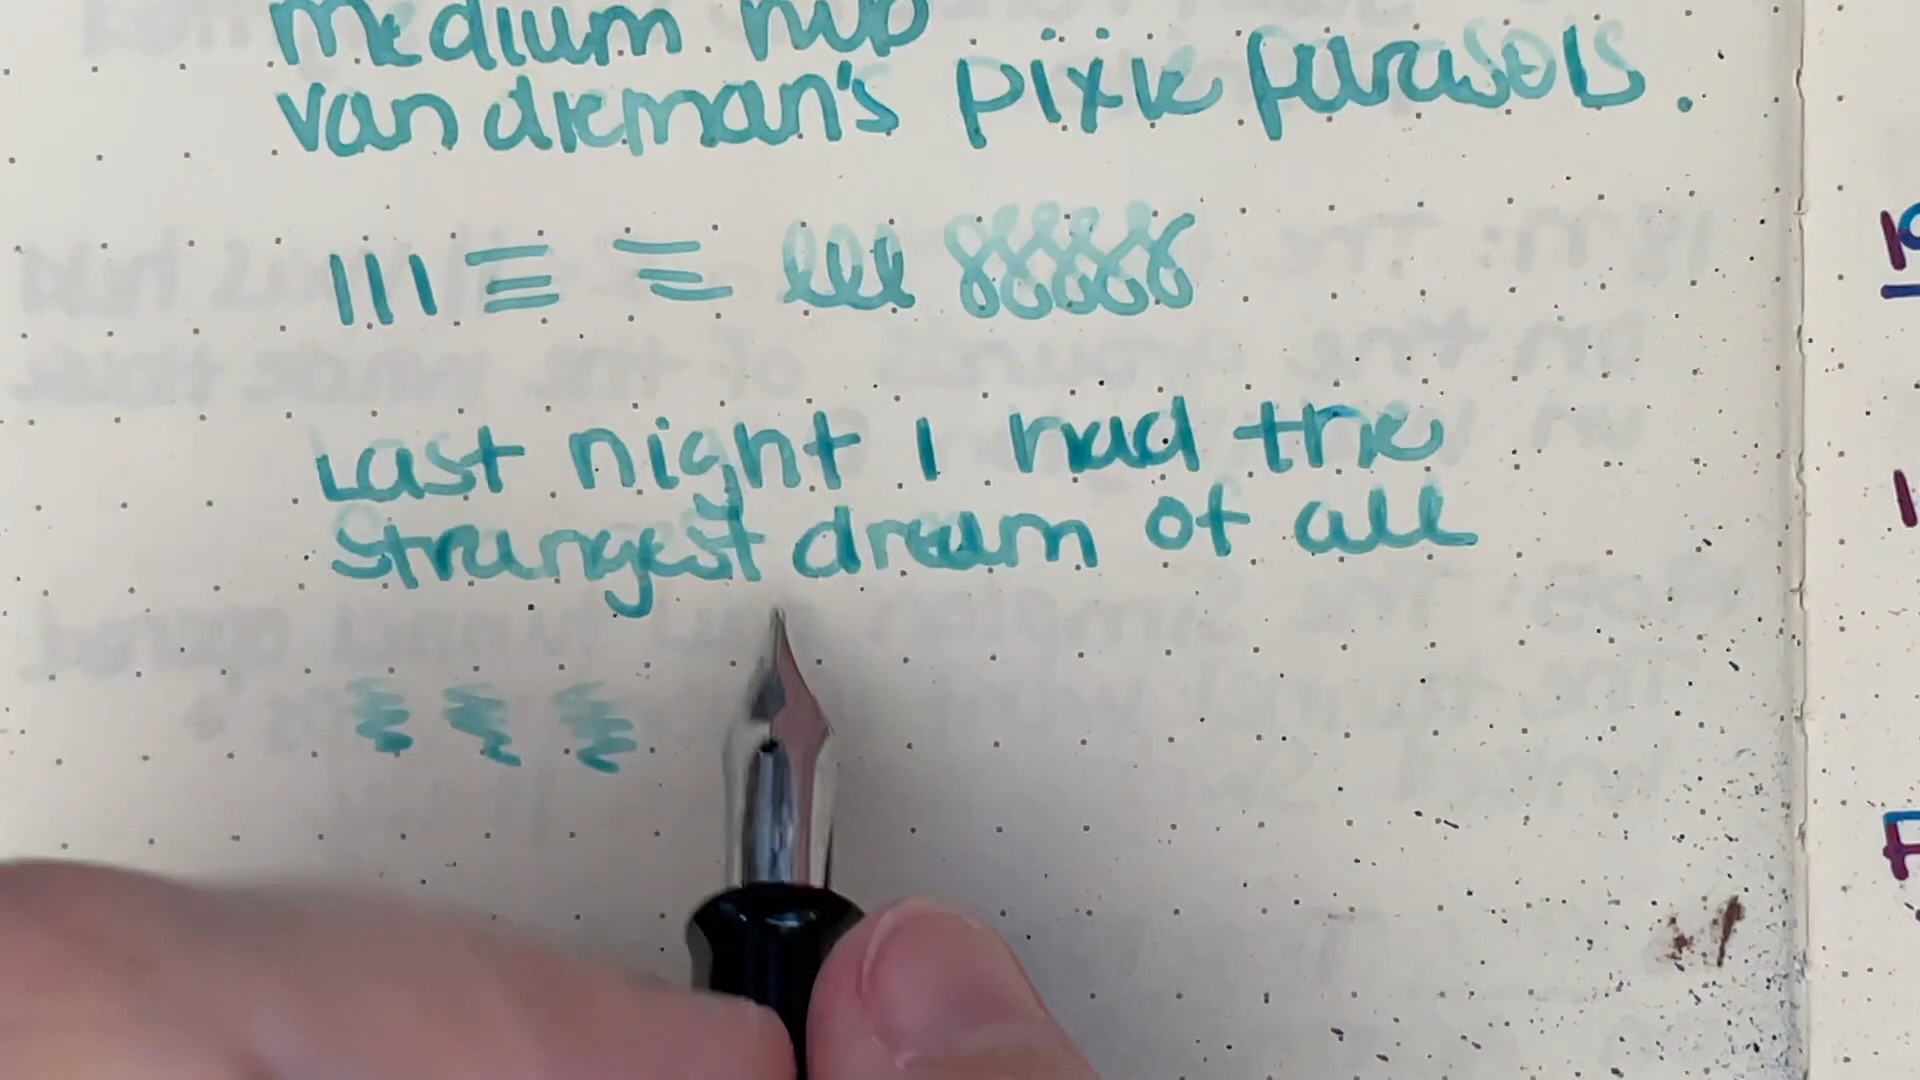 medium nib
van dieman's pixie parasols.
Last night I had the
strangest dream of all